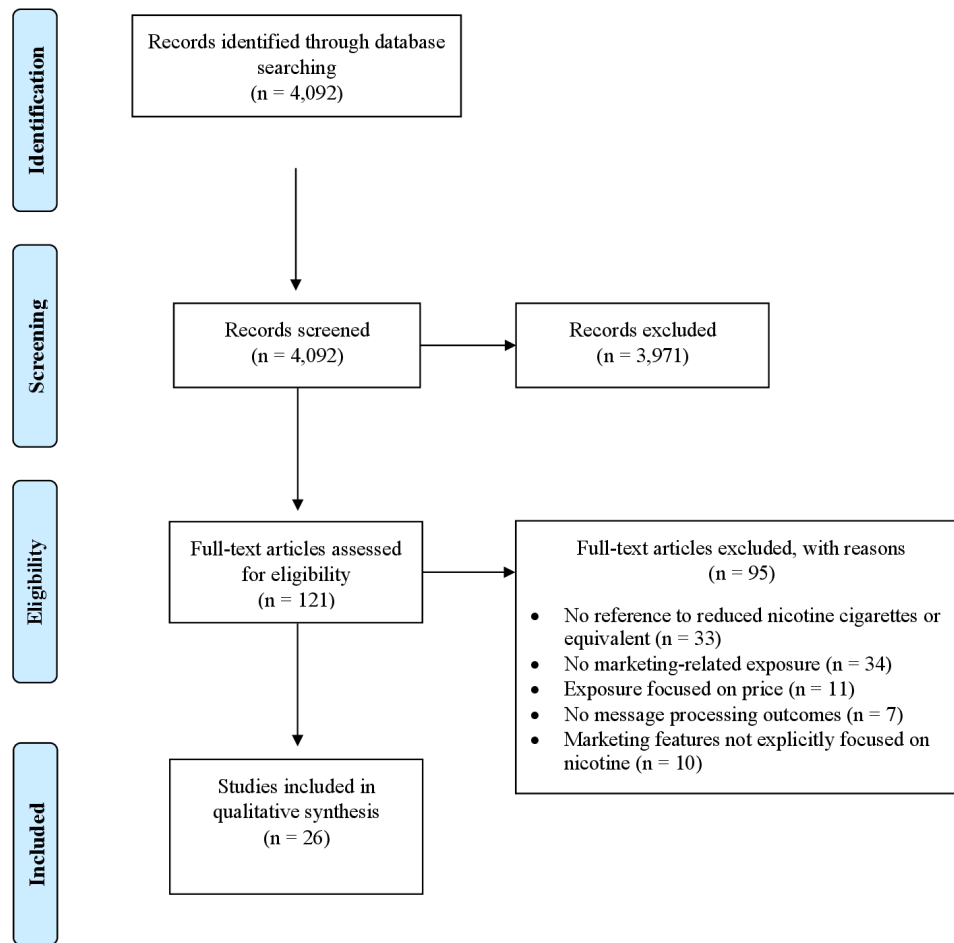 Identification
Records identified through database
searching
(n = 4,092)
Screening
Records screened
(n = 4,092)
Records excluded
(n = 3,971)
Eligibility
Full-text articles assessed
for eligibility
(n = 121)
Full-text articles excluded, with reasons
(n = 95)
• No reference to reduced nicotine cigarettes or
equivalent (n = 33)
• No marketing-related exposure (n = 34)
• Exposure focused on price (n = 11)
• No message processing outcomes (n = 7)
• Marketing features not explicitly focused on
nicotine (n = 10)
Included
Studies included in
qualitative synthesis
(n = 26)